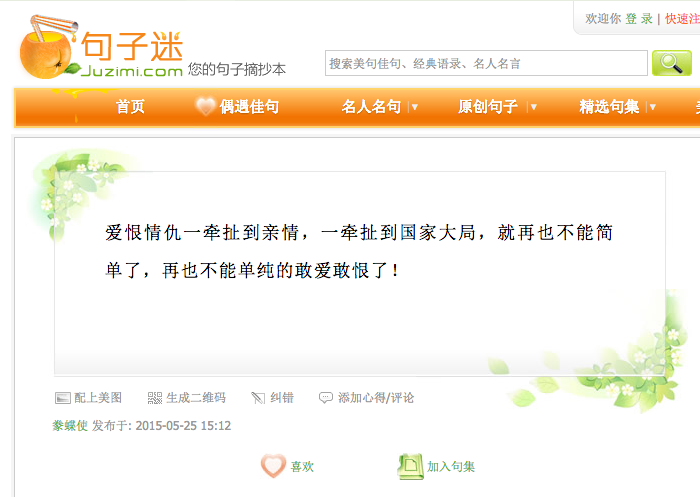 欢迎你 登 录 | 快速注
句子迷
Juzimi.com 您的句子摘抄本
搜索美句佳句、经典语录、名人名言
首页 偶遇佳句 名人名句 原创句子 精选句集
爱恨情仇一牵扯到亲情，一牵扯到国家大局，就再也不能简
单了，再也不能单纯的敢爱敢恨了！
配上美图 生成二维码 纠错 添加心得/评论
豢蝶使 发布于: 2015-05-25 15:12
喜欢 加入句集